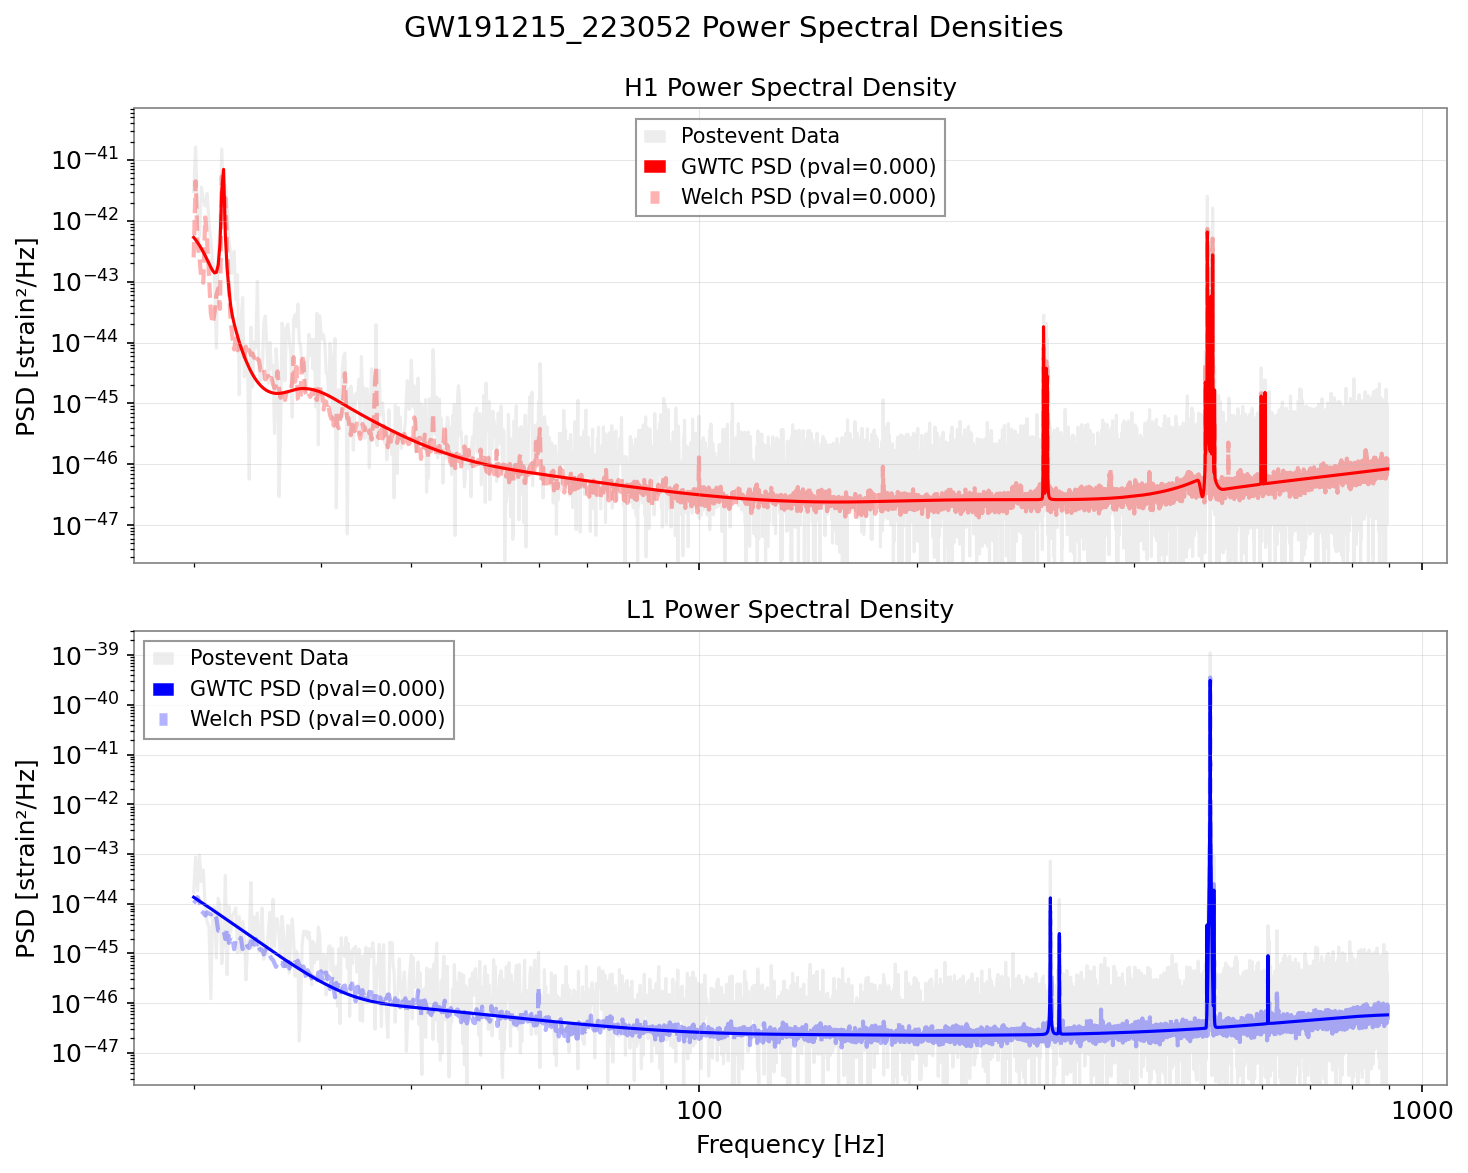 GW191215_223052 Power Spectral Densities
H1 Power Spectral Density
Postevent Data
GWTC PSD (pval=0.000)
Welch PSD (pval=0.000)
PSD [strain²/Hz]
10⁻⁴¹
10⁻⁴²
10⁻⁴³
10⁻⁴⁴
10⁻⁴⁵
10⁻⁴⁶
10⁻⁴⁷
L1 Power Spectral Density
Postevent Data
GWTC PSD (pval=0.000)
Welch PSD (pval=0.000)
PSD [strain²/Hz]
10⁻³⁹
10⁻⁴⁰
10⁻⁴¹
10⁻⁴²
10⁻⁴³
10⁻⁴⁴
10⁻⁴⁵
10⁻⁴⁶
10⁻⁴⁷
100 1000
Frequency [Hz]